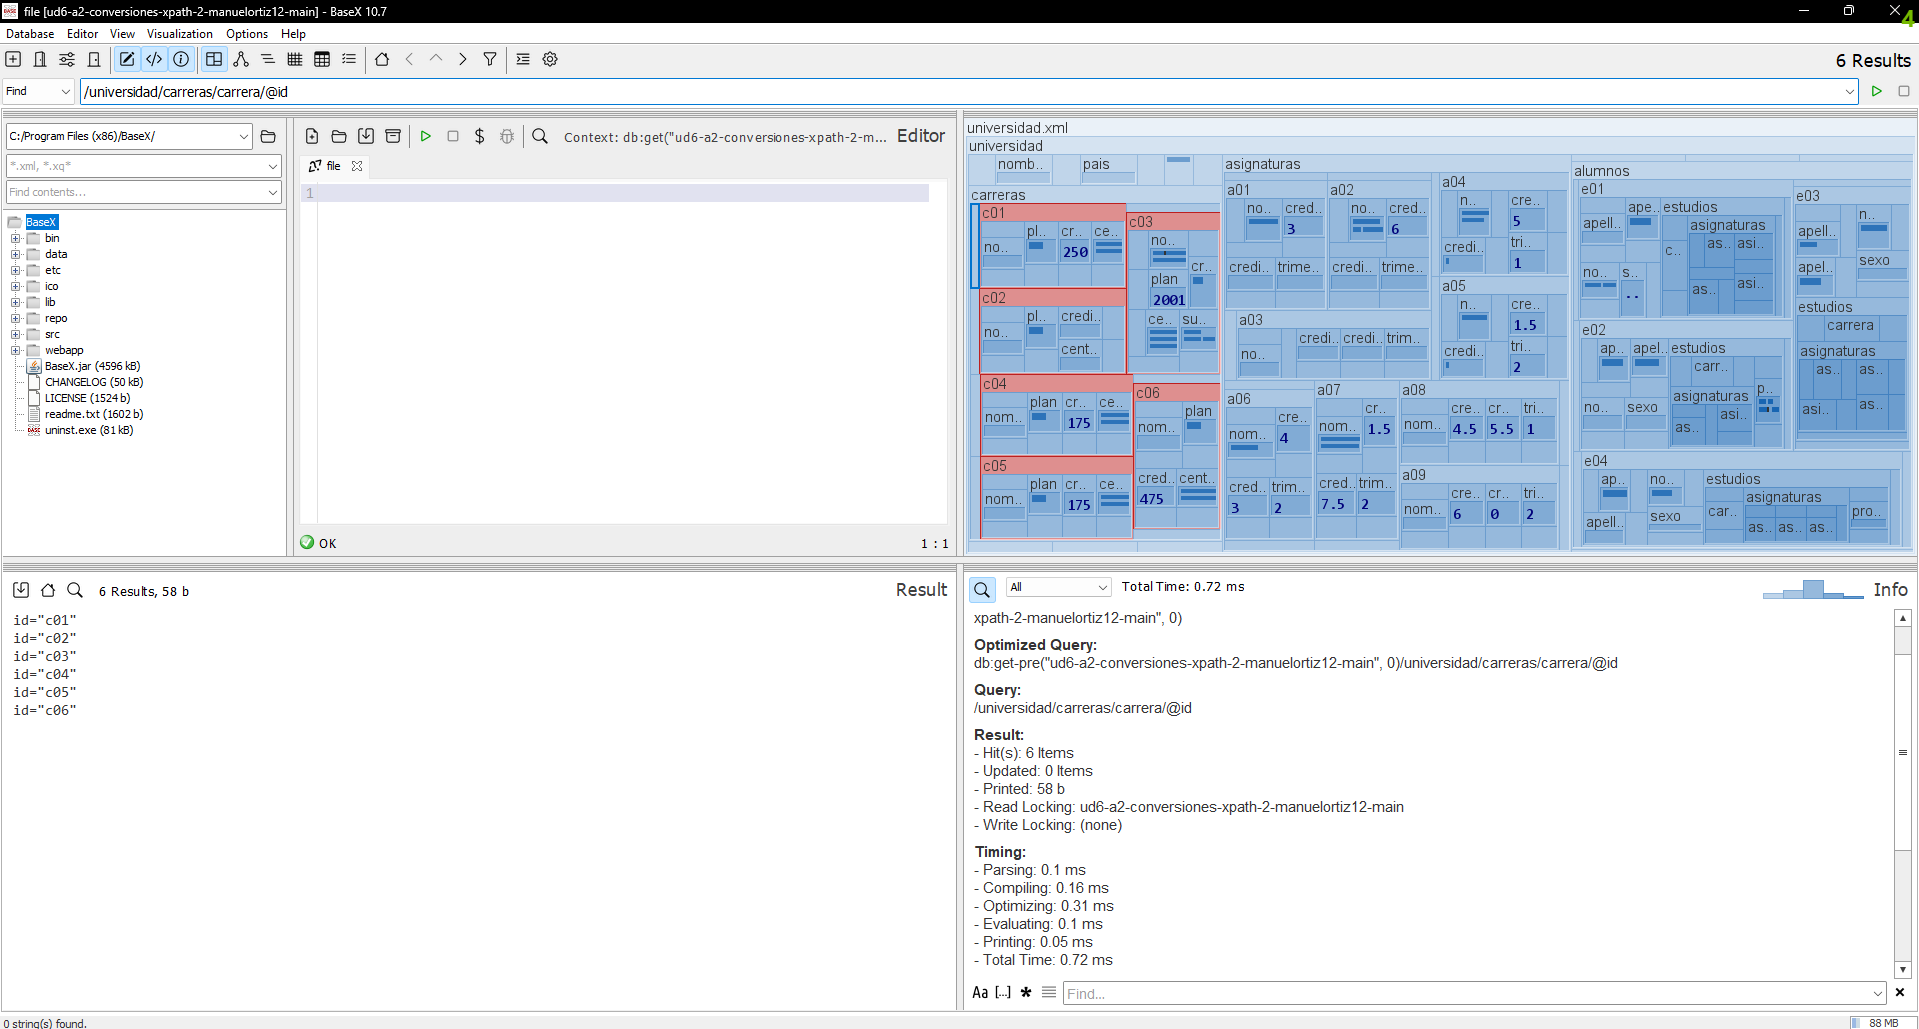 file [ud6-a2-conversiones-xpath-2-manuelortiz12-main] - BaseX 10.7
4
Database Editor View Visualization Options Help
6 Results
Find /universidad/carreras/carrera/@id
C:/Program Files (x86)/BaseX/
*.xml, *.xq*
Find contents...
BaseX
bin
data
etc
ico
lib
repo
src
webapp
BaseX.jar (4596 kB)
CHANGELOG (50 kB)
LICENSE (1524 b)
readme.txt (1602 b)
uninst.exe (81 kB)
Context: db:get("ud6-a2-conversiones-xpath-2-m... Editor
file
1
OK 1 : 1
universidad.xml
universidad
nomb.. pais
carreras
c01
no.. pl.. cr.. ce..
250
c02
no.. pl.. credi..
cent..
c03
no..
cr..
plan
2001
ce.. su..
c04
nom.. plan cr.. ce..
175
c05
nom.. plan cr.. ce..
175
c06
plan
nom..
cred.. cent..
475
asignaturas
a01
no.. cred..
3
credi.. trime..
a02
no.. cred..
6
credi.. trime..
a03
no.. credi.. credi.. trim..
a04
n.. cre..
5
credi.. tri..
1
a05
n.. cre..
1.5
credi.. tri..
2
a06
nom.. cre..
4
cred.. trim..
3 2
a07
nom.. cr..
1.5
cred.. trim..
7.5 2
a08
nom.. cre.. cr.. tri..
4.5 5.5 1
a09
nom.. cre.. cr.. tri..
6 0 2
alumnos
e01
apell.. ape.. estudios
asignaturas
c.. as.. asi..
no.. s.. as.. asi..
..
e02
ap.. apel.. estudios
carr..
p..
asignaturas
no.. sexo as.. asi..
e03
n..
apell..
apel.. sexo
estudios
carrera
asignaturas
as.. as..
asi.. as..
e04
ap.. no.. estudios
asignaturas
apell.. sexo car.. pro..
as.. as.. as..
6 Results, 58 b Result
id="c01"
id="c02"
id="c03"
id="c04"
id="c05"
id="c06"
All Total Time: 0.72 ms Info
xpath-2-manuelortiz12-main", 0)
Optimized Query:
db:get-pre("ud6-a2-conversiones-xpath-2-manuelortiz12-main", 0)/universidad/carreras/carrera/@id
Query:
/universidad/carreras/carrera/@id
Result:
- Hit(s): 6 Items
- Updated: 0 Items
- Printed: 58 b
- Read Locking: ud6-a2-conversiones-xpath-2-manuelortiz12-main
- Write Locking: (none)
Timing:
- Parsing: 0.1 ms
- Compiling: 0.16 ms
- Optimizing: 0.31 ms
- Evaluating: 0.1 ms
- Printing: 0.05 ms
- Total Time: 0.72 ms
Aa [...] * Find...
0 string(s) found. 88 MB